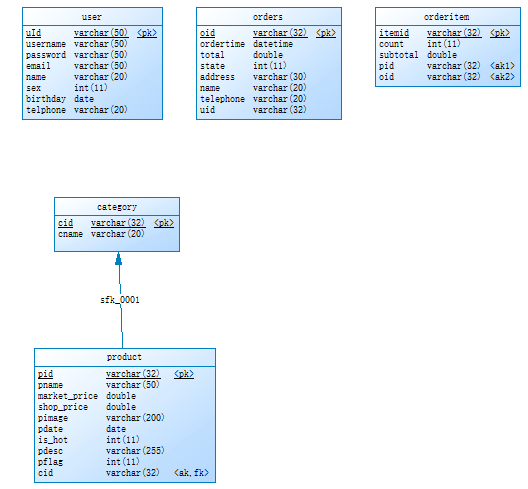 user
uId varchar(50) <pk>
username varchar(50)
password varchar(50)
email varchar(50)
name varchar(20)
sex int(11)
birthday date
telphone varchar(20)
orders
oid varchar(32) <pk>
ordertime datetime
total double
state int(11)
address varchar(30)
name varchar(20)
telephone varchar(20)
uid varchar(32)
orderitem
itemid varchar(32) <pk>
count int(11)
subtotal double
pid varchar(32) <ak1>
oid varchar(32) <ak2>
category
cid varchar(32) <pk>
cname varchar(20)
sfk_0001
product
pid varchar(32) <pk>
pname varchar(50)
market_price double
shop_price double
pimage varchar(200)
pdate date
is_hot int(11)
pdesc varchar(255)
pflag int(11)
cid varchar(32) <ak,fk>